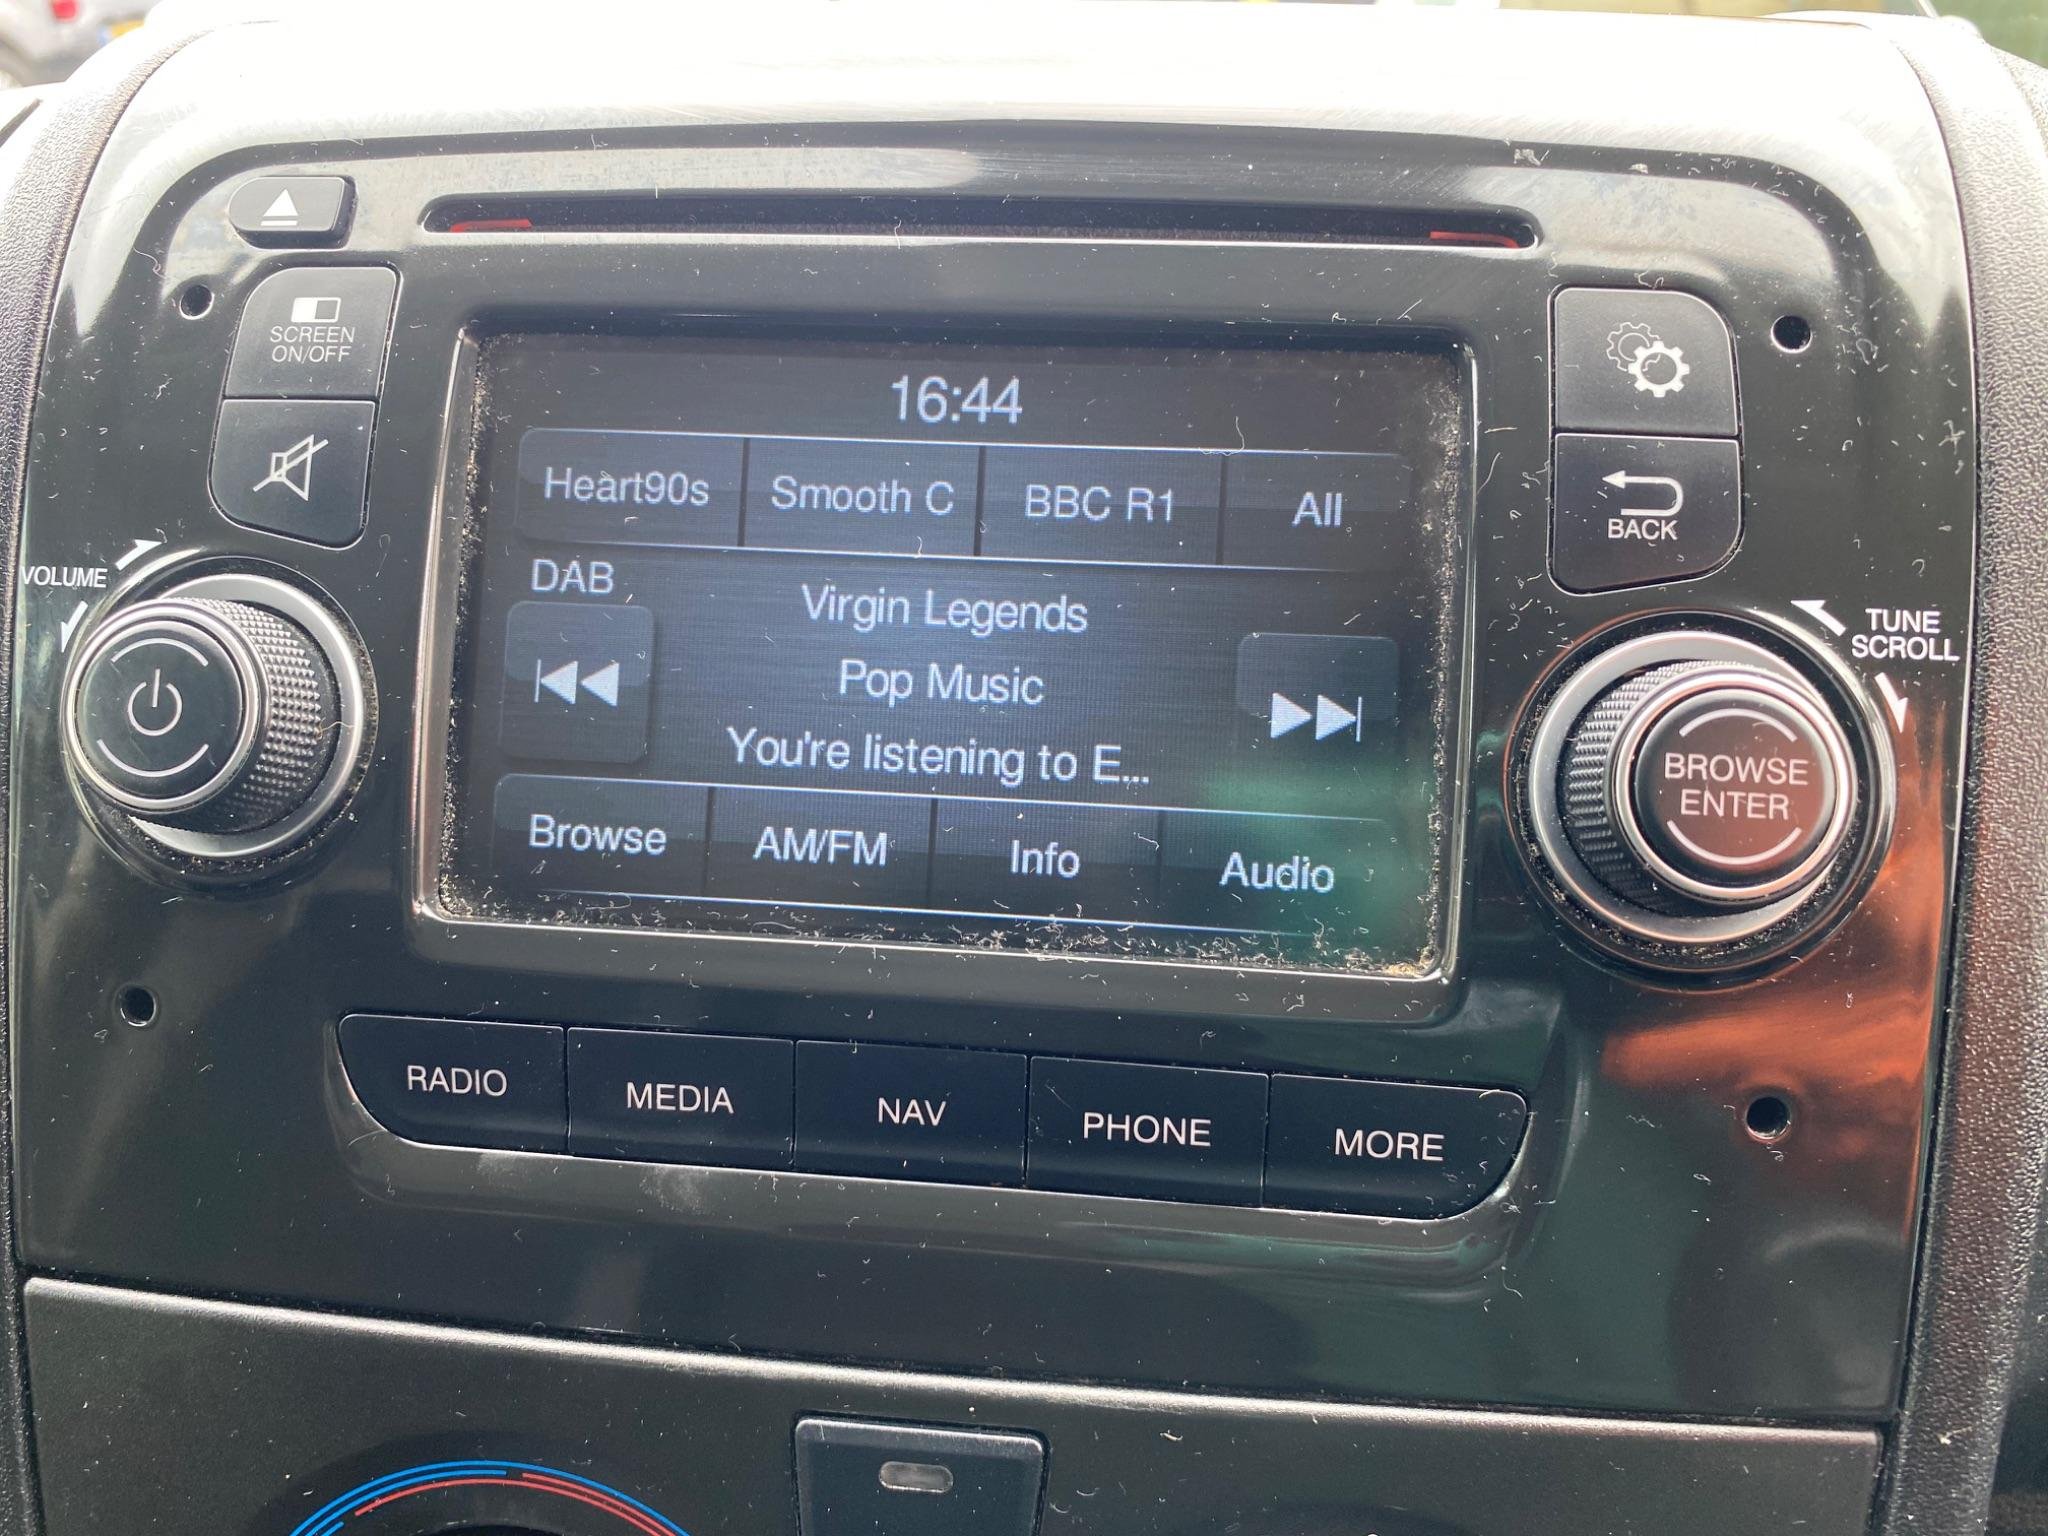 SCREEN
ON/OFF
VOLUME
16:44
Heart90s Smooth C BBC R1 All
DAB
Virgin Legends
Pop Music
You're listening to E...
Browse AM/FM Info Audio
BACK
TUNE
SCROLL
BROWSE
ENTER
RADIO MEDIA NAV PHONE MORE